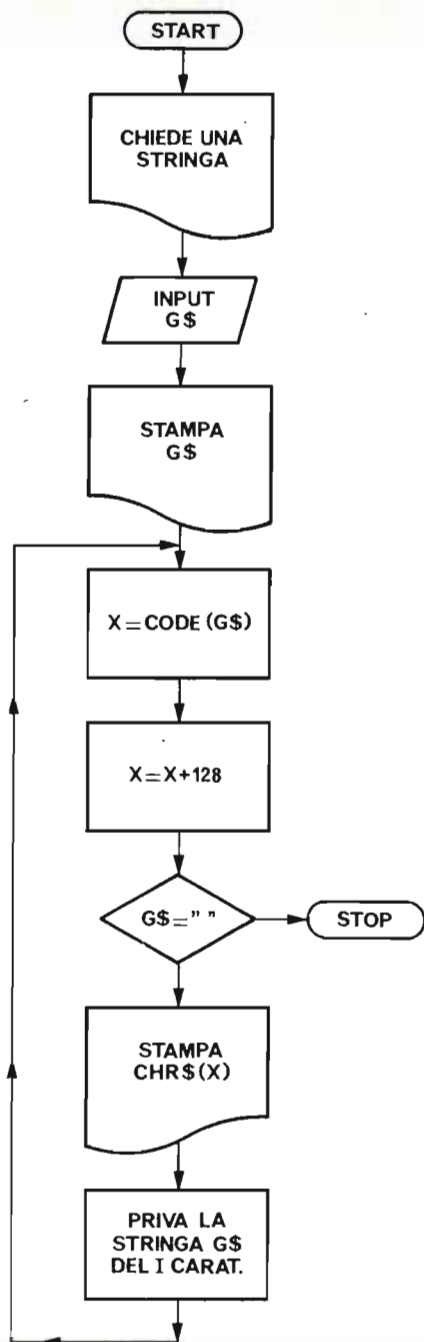 START
CHIEDE UNA
STRINGA
INPUT
G$
STAMPA
G$
X=CODE(G$)
X=X+128
G$=" "
STOP
STAMPA
CHR$(X)
PRIVA LA
STRINGA G$
DEL I CARAT.